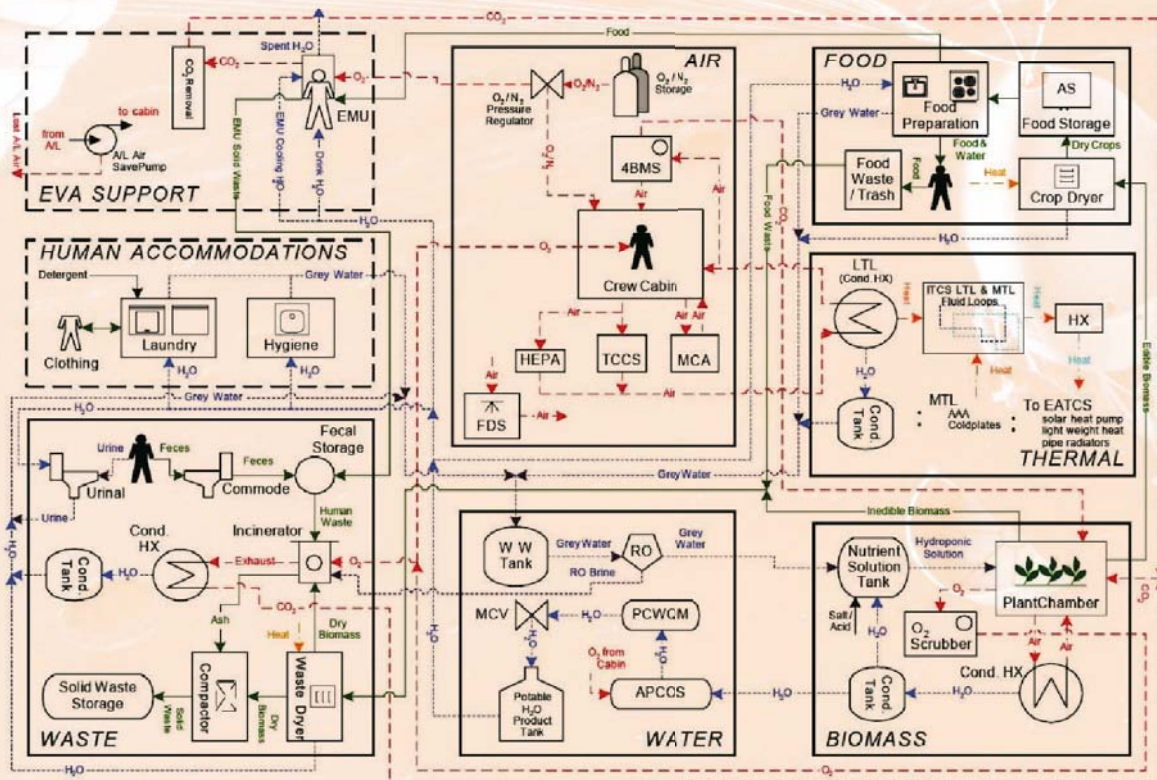 CO₂
Spent H₂O
CO₂
CO₂ Removal
O₂
EMU
to cabin
from A/L
Lost A/L Air
A/L Air
SavePump
EMU Solid Waste
EMU Cooling H₂O
Drink H₂O
EVA SUPPORT
H₂O
Food
AIR
O₂/N₂
O₂/N₂
Storage
O₂/N₂
Pressure
Regulator
O₂/N₂
4BMS
Air
Air
O₂
Crew Cabin
Air
Air
Air
Air
HEPA
TCCS
MCA
Air
Air
FDS
Air
CO₂
Food Waste
FOOD
H₂O
Grey Water
Food
Preparation
AS
Food Storage
Food &
Water
Dry Crops
Food
Food
Waste
/ Trash
Heat
Crop Dryer
H₂O
Edible Biomass
HUMAN ACCOMMODATIONS
Detergent
Grey Water
Clothing
Laundry
Hygiene
H₂O
H₂O
LTL
(Cond. HX)
Heat
ITCS LTL & MTL
Fluid Loops
Heat
HX
Heat
Heat
H₂O
Cond.
Tank
MTL
AAA
Coldplates
To EATCS
solar heat pump
light weight heat
pipe radiators
THERMAL
Grey Water
H₂O
Urine
Feces
Fecal
Storage
Feces
Urinal
Commode
Urine
Human
Waste
H₂O
Cond.
HX
Incinerator
Cond.
Tank
H₂O
Exhaust
O₂
CO₂
Ash
Heat
Dry
Biomass
Solid Waste
Storage
Solid
Waste
Compactor
Dry
Biomass
Waste
Dryer
WASTE
H₂O
Grey Water
W W
Tank
Grey Water
RO
Grey
Water
RO Brine
MCV
H₂O
PCWQM
H₂O
H₂O
H₂O
O₂ from
Cabin
Potable
H₂O
Product
Tank
APCCS
H₂O
WATER
Inedible Biomass
Nutrient
Solution
Tank
Hydroponic
Solution
PlantChamber
O₂
Salt/
Acid
H₂O
O₂
Scrubber
Air
Air
CO₂
Cond. HX
Cond.
Tank
H₂O
BIOMASS
O₂